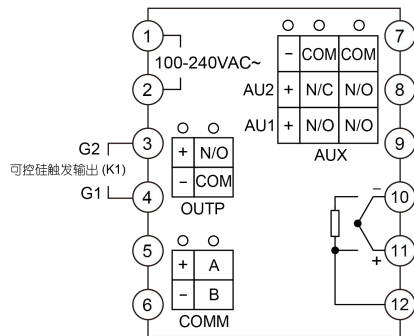 1
100-240VAC~
2
G2
3
可控硅触发输出 (K1)
G1
4
5
6
− COM COM
AU2 + N/C N/O
AU1 + N/O N/O
AUX
+ N/O
− COM
OUTP
+ A
− B
COMM
7
8
9
10
−
11
+
12